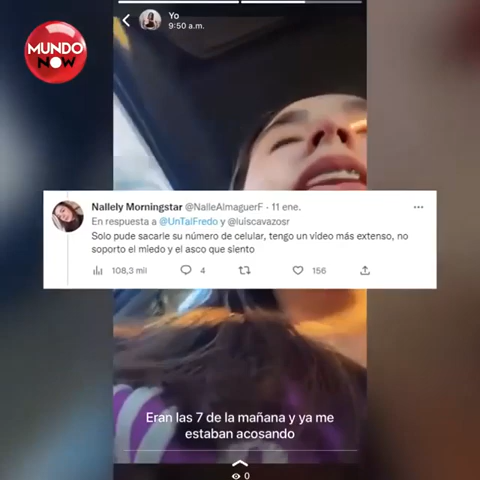 MUNDO
NOW
Yo
9:50 a.m.
Nallely Morningstar @NalleAlmaguerF · 11 ene.
En respuesta a @UnTalFredo y @luiscavazosr
Solo pude sacarle su número de celular, tengo un video más extenso, no
soporto el miedo y el asco que siento
108,3 mil
4
156
Eran las 7 de la mañana y ya me
estaban acosando
0